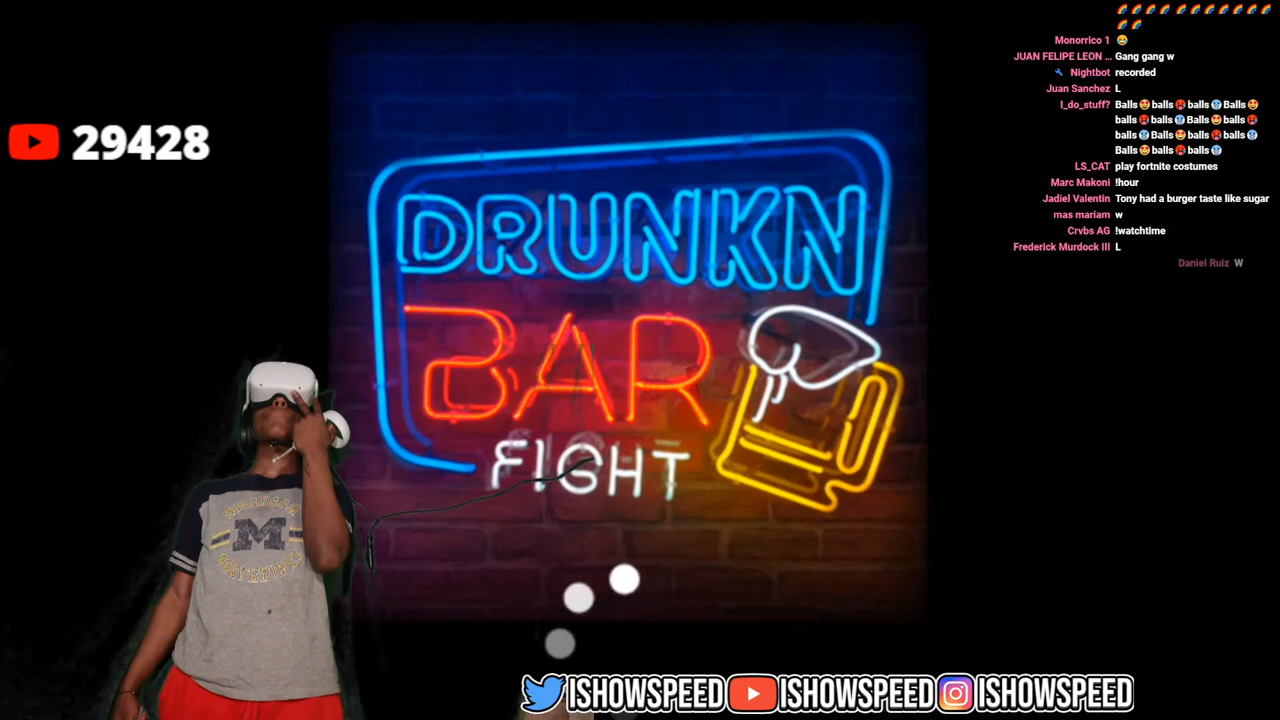 29428
DRUNKN
BAR
FIGHT
MICHIGAN
M
WOLVERINES
Monorrico 1 😂
JUAN FELIPE LEON ... Gang gang w
Nightbot recorded
Juan Sanchez L
I_do_stuff? Balls🤩balls🥵balls🥶Balls🤩
balls🥵balls🥶Balls🤩balls🥵
balls🥶Balls🤩balls🥵balls🥶
Balls🤩balls🥵balls🥶
LS_CAT play fortnite costumes
Marc Makoni !hour
Jadiel Valentin Tony had a burger taste like sugar
mas mariam w
Crvbs AG !watchtime
Frederick Murdock III L
Daniel Ruiz W
ISHOWSPEED ISHOWSPEED ISHOWSPEED